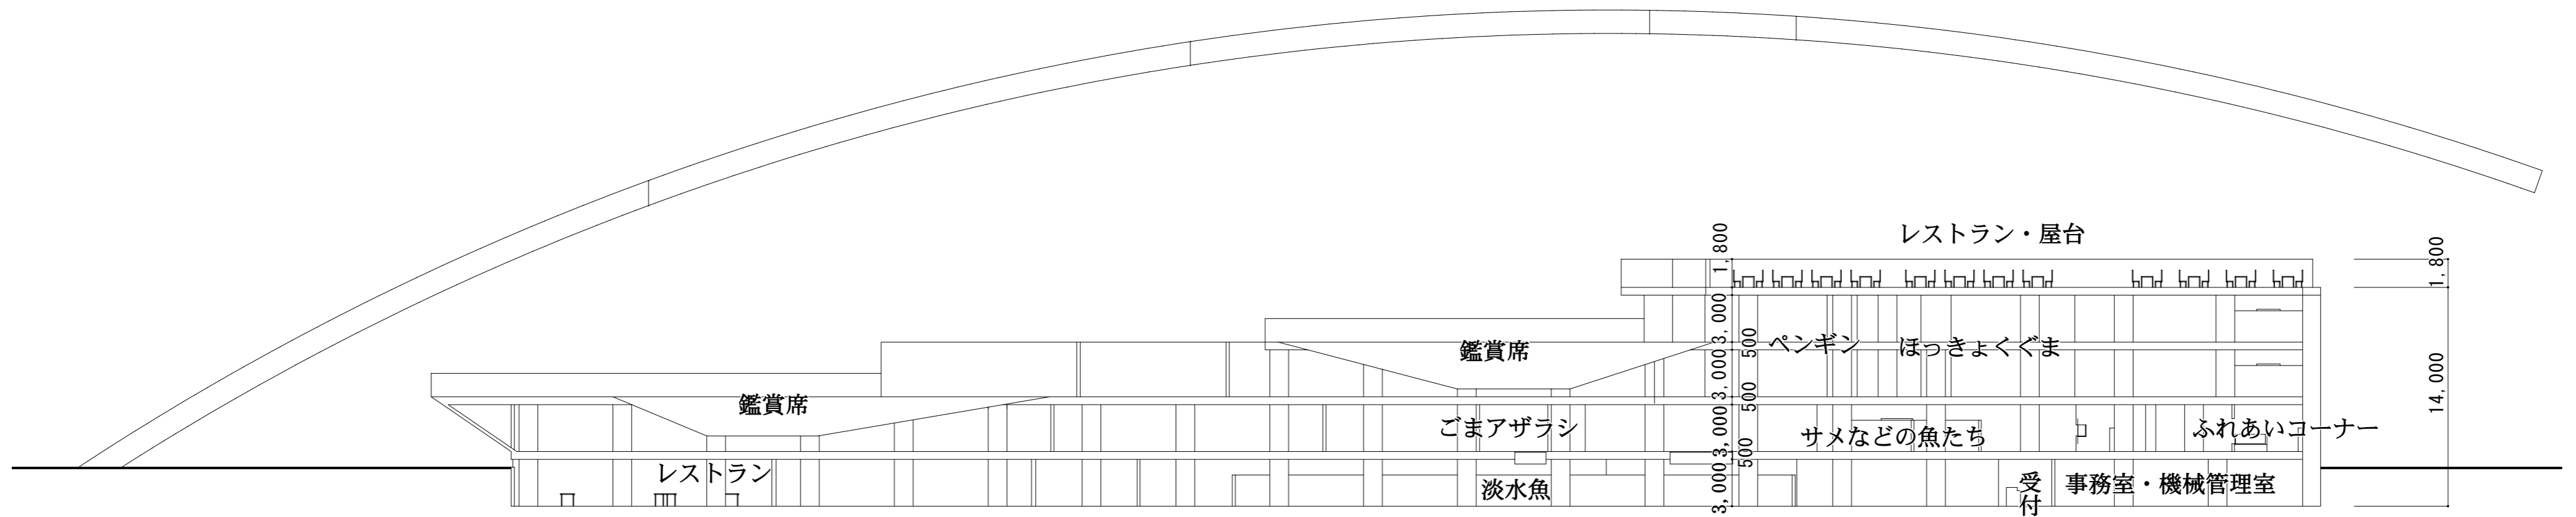 レストラン・屋台
1,800
1,800
3,000
500
ペンギン
ほっきょくぐま
鑑賞席
3,000
500
14,000
鑑賞席
3,000
500
ごまアザラシ
サメなどの魚たち
ふれあいコーナー
レストラン
3,000
淡水魚
受付
事務室・機械管理室